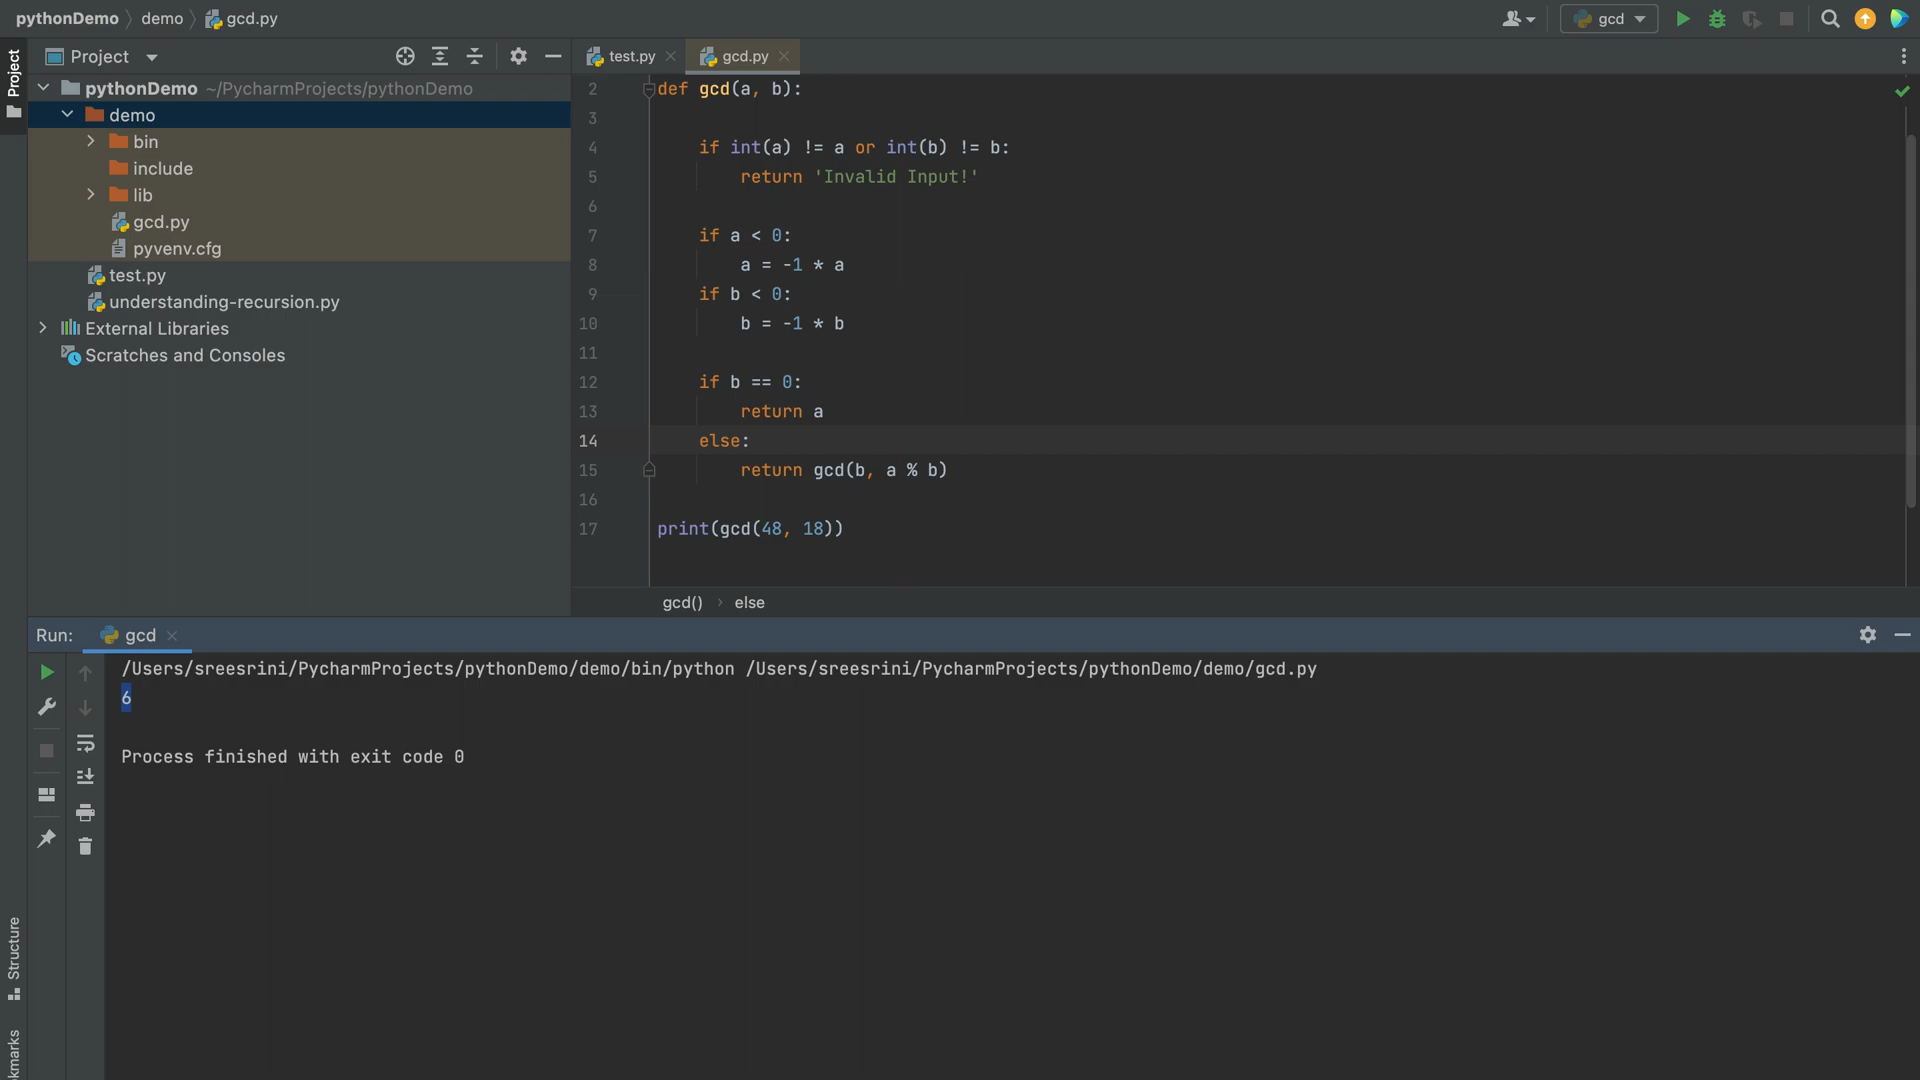 pythonDemo demo gcd.py
gcd
Project
Project
test.py
gcd.py
pythonDemo ~/PycharmProjects/pythonDemo
demo
bin
include
lib
gcd.py
pyvenv.cfg
test.py
understanding-recursion.py
External Libraries
Scratches and Consoles
2 def gcd(a, b):
3
4 if int(a) != a or int(b) != b:
5 return 'Invalid Input!'
6
7 if a < 0:
8 a = -1 * a
9 if b < 0:
10 b = -1 * b
11
12 if b == 0:
13 return a
14 else:
15 return gcd(b, a % b)
16
17 print(gcd(48, 18))
gcd() › else
Run: gcd
/Users/sreesrini/PycharmProjects/pythonDemo/demo/bin/python /Users/sreesrini/PycharmProjects/pythonDemo/demo/gcd.py
6
Process finished with exit code 0
Structure